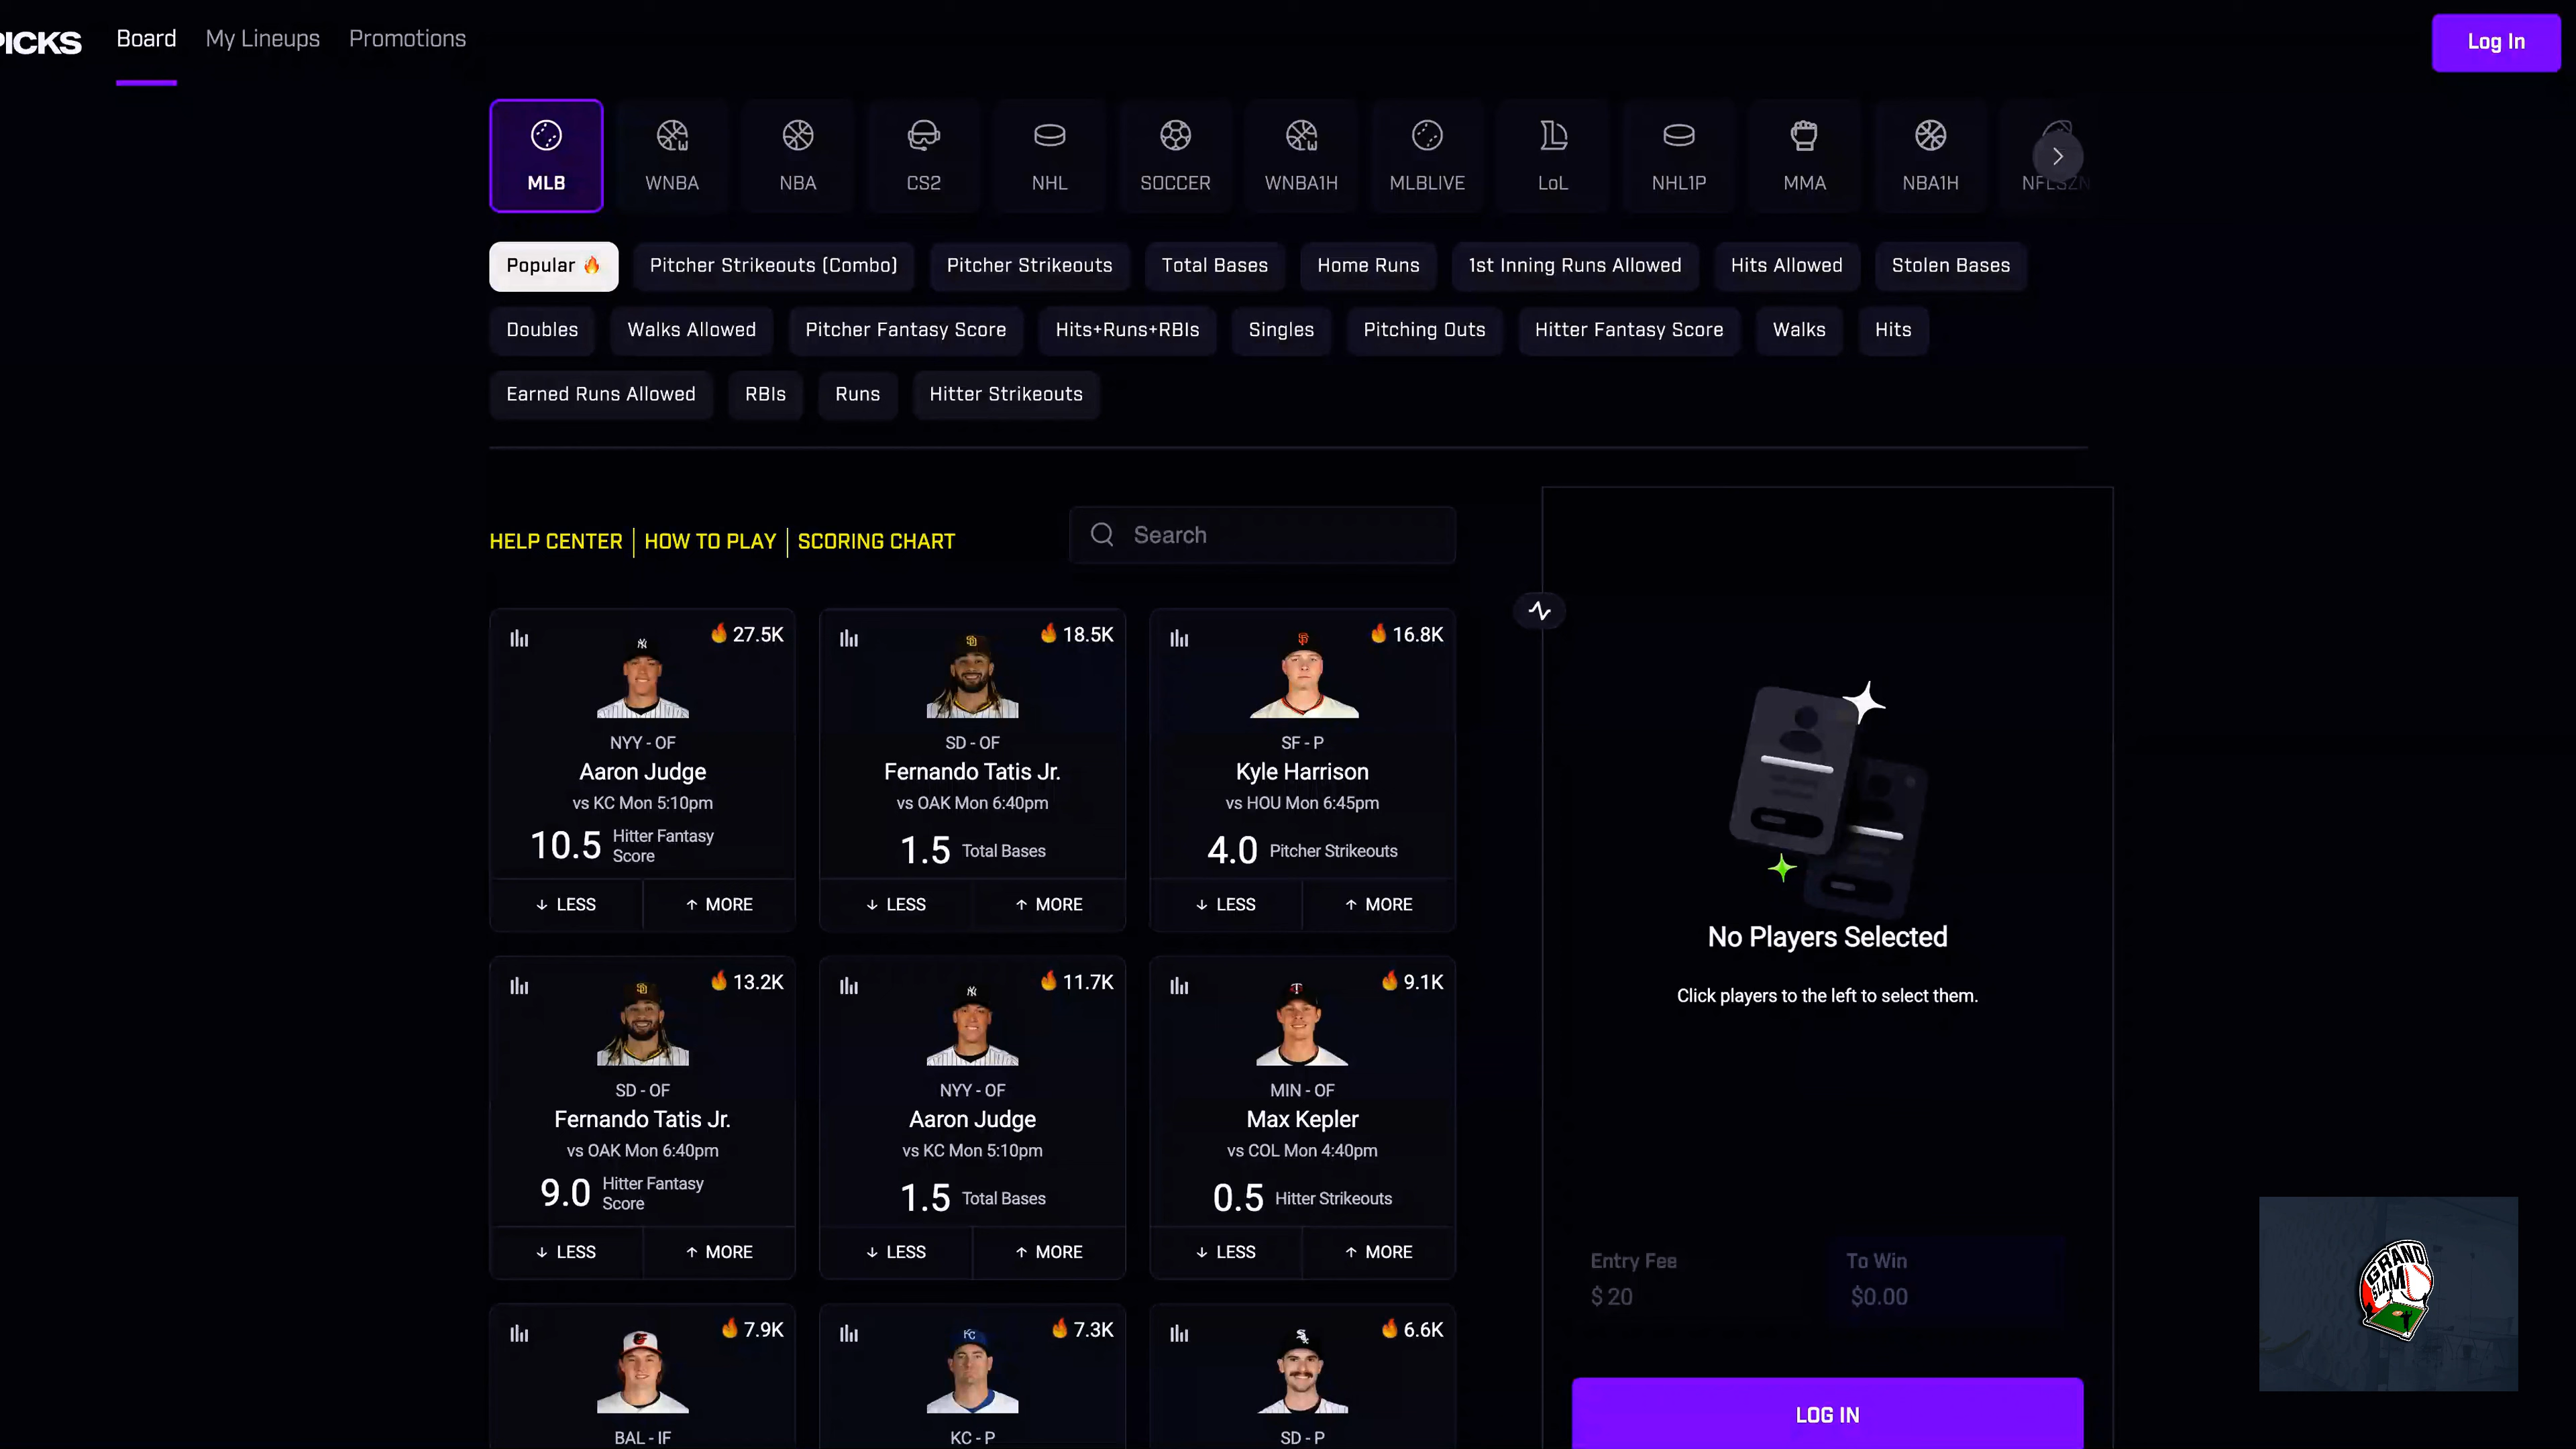 PICKS
Board
My Lineups
Promotions
Log In
MLB
WNBA
NBA
CS2
NHL
SOCCER
WNBA1H
MLBLIVE
LoL
NHL1P
MMA
NBA1H
NFLSZN
Popular
Pitcher Strikeouts (Combo)
Pitcher Strikeouts
Total Bases
Home Runs
1st Inning Runs Allowed
Hits Allowed
Stolen Bases
Doubles
Walks Allowed
Pitcher Fantasy Score
Hits+Runs+RBIs
Singles
Pitching Outs
Hitter Fantasy Score
Walks
Hits
Earned Runs Allowed
RBIs
Runs
Hitter Strikeouts
HELP CENTER
HOW TO PLAY
SCORING CHART
Search
27.5K
NYY - OF
Aaron Judge
vs KC Mon 5:10pm
10.5
Hitter Fantasy
Score
LESS
MORE
18.5K
SD - OF
Fernando Tatis Jr.
vs OAK Mon 6:40pm
1.5
Total Bases
LESS
MORE
16.8K
SF - P
Kyle Harrison
vs HOU Mon 6:45pm
4.0
Pitcher Strikeouts
LESS
MORE
13.2K
SD - OF
Fernando Tatis Jr.
vs OAK Mon 6:40pm
9.0
Hitter Fantasy
Score
LESS
MORE
11.7K
NYY - OF
Aaron Judge
vs KC Mon 5:10pm
1.5
Total Bases
LESS
MORE
9.1K
MIN - OF
Max Kepler
vs COL Mon 4:40pm
0.5
Hitter Strikeouts
LESS
MORE
7.9K
BAL - IF
7.3K
KC
KC - P
6.6K
SD - P
No Players Selected
Click players to the left to select them.
Entry Fee
$ 20
To Win
$0.00
LOG IN
GRAND
SLAM